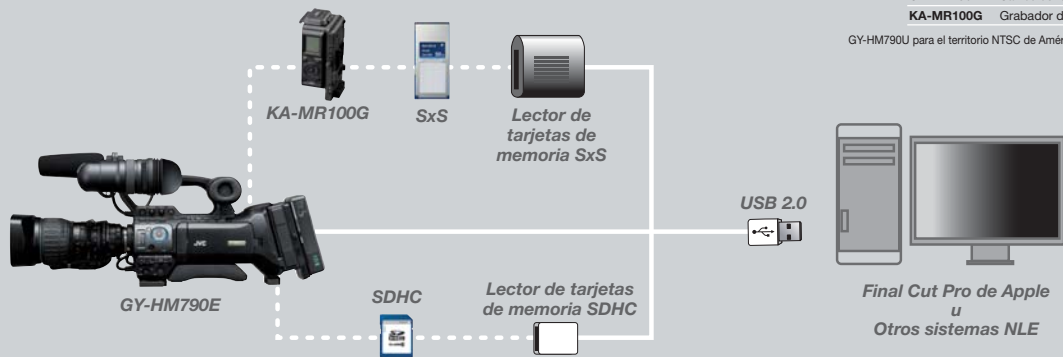 KA-MR100G Grabador d
GY-HM790U para el territorio NTSC de Amér
KA-MR100G
SxS
Lector de
tarjetas de
memoria SxS
USB 2.0
JVC
GY-HM790E
SDHC
Lector de tarjetas
de memoria SDHC
Final Cut Pro de Apple
u
Otros sistemas NLE